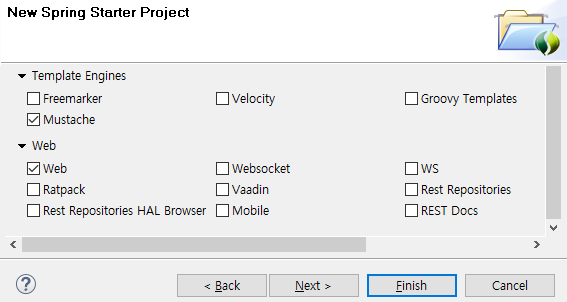 New Spring Starter Project
Template Engines
Freemarker Velocity Groovy Templates
Mustache
Web
Web Websocket WS
Ratpack Vaadin Rest Repositories
Rest Repositories HAL Browser Mobile REST Docs
? < Back Next > Finish Cancel